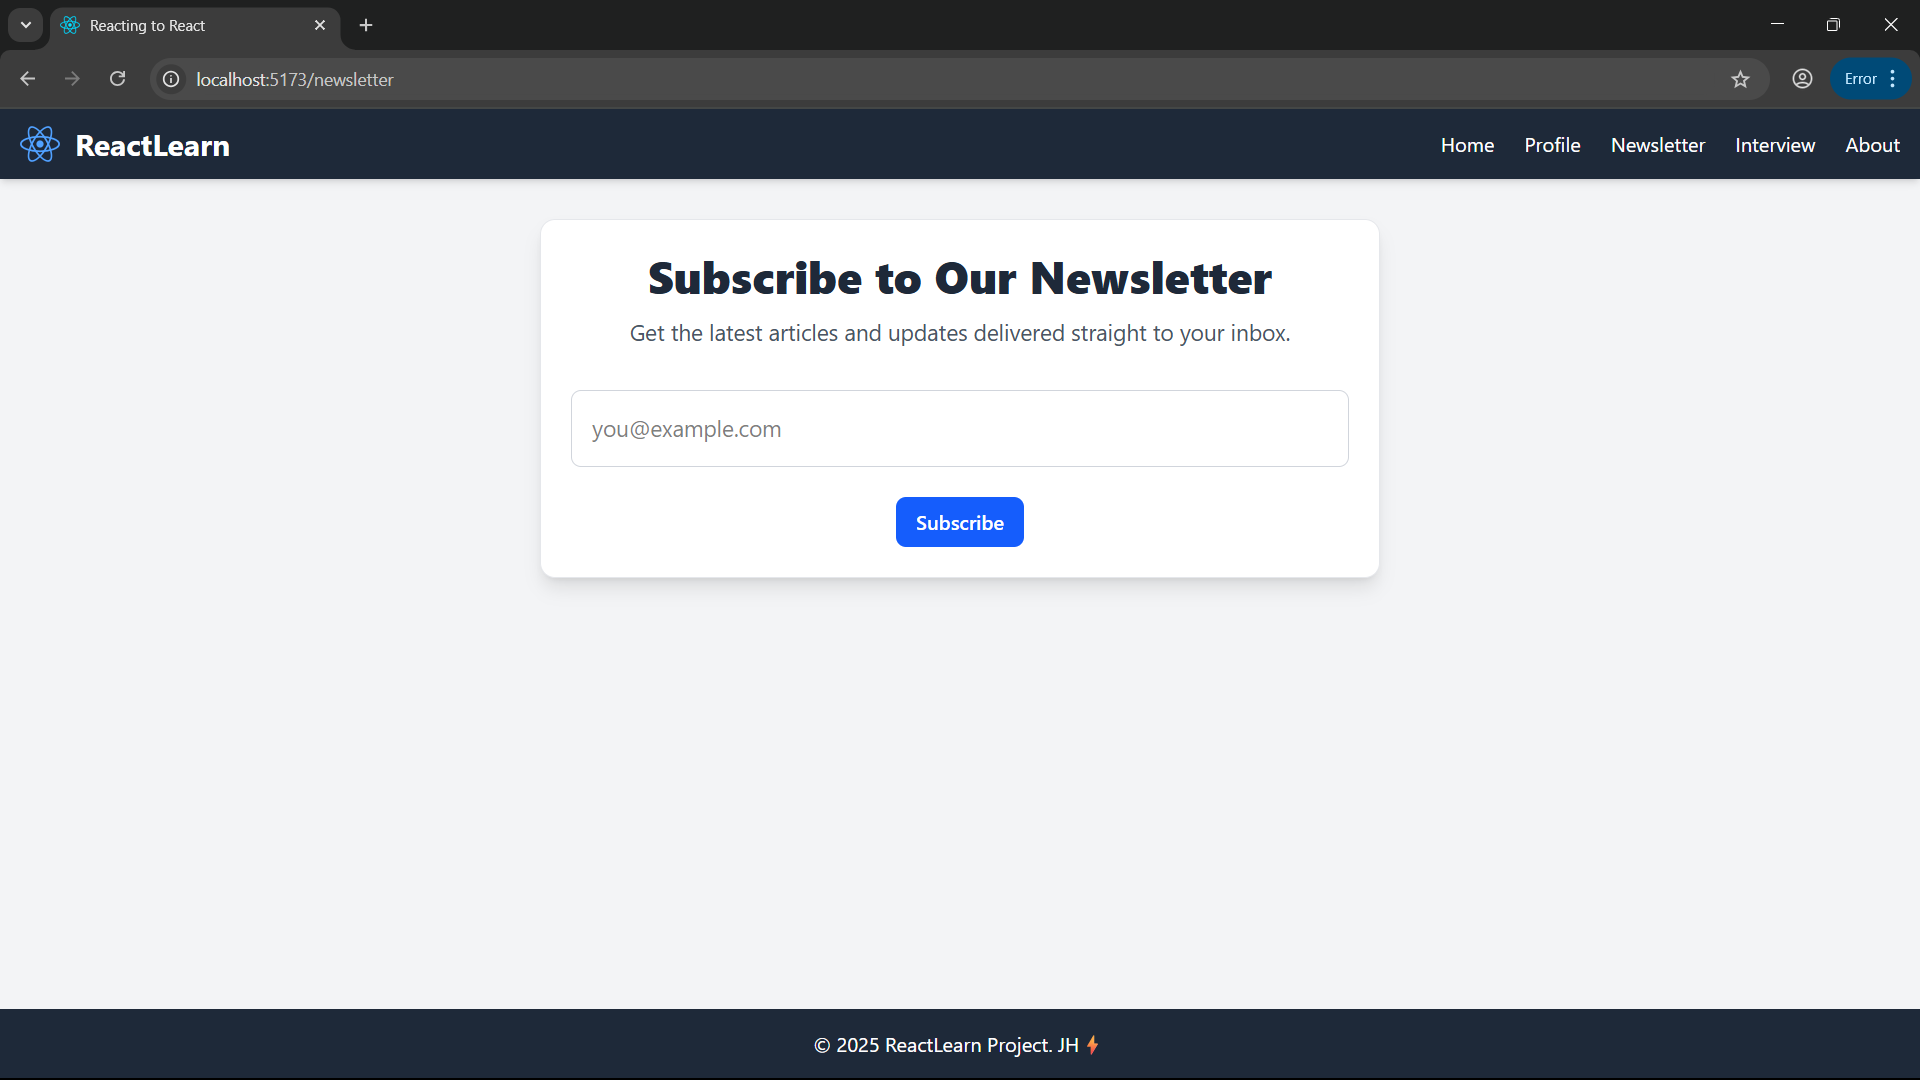 Reacting to React
localhost:5173/newsletter
Error
ReactLearn
Home Profile Newsletter Interview About
Subscribe to Our Newsletter
Get the latest articles and updates delivered straight to your inbox.
you@example.com
Subscribe
© 2025 ReactLearn Project. JH⚡